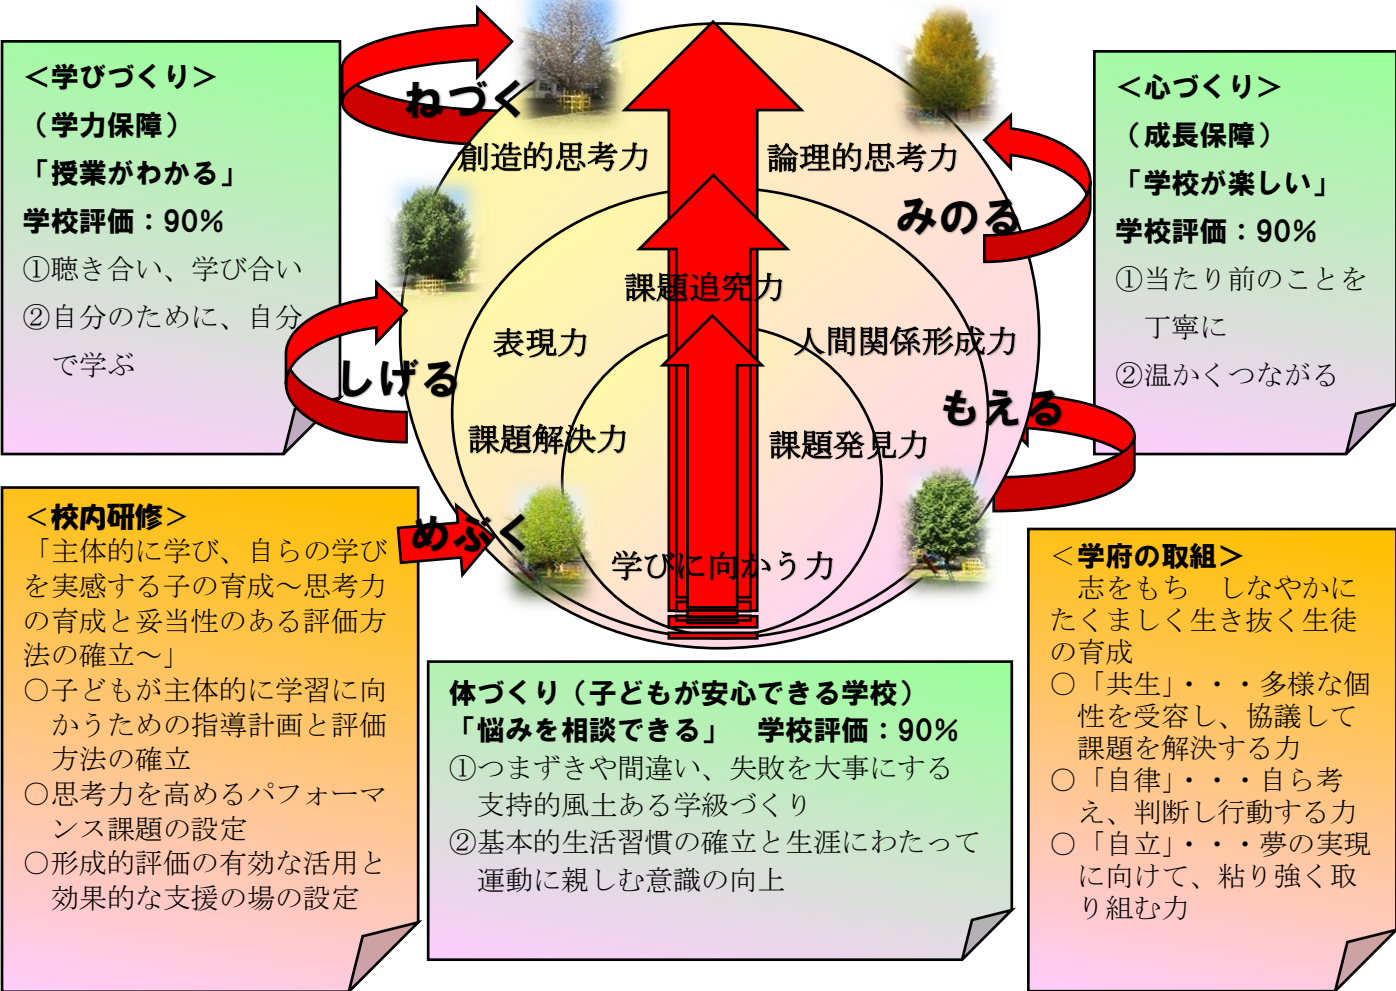 ＜学びづくり＞
（学力保障）
「授業がわかる」
学校評価：90%
①聴き合い、学び合い
②自分のために、自分
で学ぶ
ねづく
創造的思考力
論理的思考力
みのる
＜心づくり＞
（成長保障）
「学校が楽しい」
学校評価：90%
①当たり前のことを
丁寧に
②温かくつながる
課題追究力
表現力
人間関係形成力
しげる
もえる
課題解決力
課題発見力
めぶく
学びに向かう力
＜校内研修＞
「主体的に学び、自らの学び
を実感する子の育成～思考力
の育成と妥当性のある評価方
法の確立～」
○子どもが主体的に学習に向
かうための指導計画と評価
方法の確立
○思考力を高めるパフォーマ
ンス課題の設定
○形成的評価の有効な活用と
効果的な支援の場の設定
体づくり（子どもが安心できる学校）
「悩みを相談できる」　学校評価：90%
①つまずきや間違い、失敗を大事にする
支持的風土ある学級づくり
②基本的生活習慣の確立と生涯にわたって
運動に親しむ意識の向上
＜学府の取組＞
志をもち　しなやかに
たくましく生き抜く生徒
の育成
○「共生」・・・多様な個
性を受容し、協議して
課題を解決する力
○「自律」・・・自ら考
え、判断し行動する力
○「自立」・・・夢の実現
に向けて、粘り強く取
り組む力